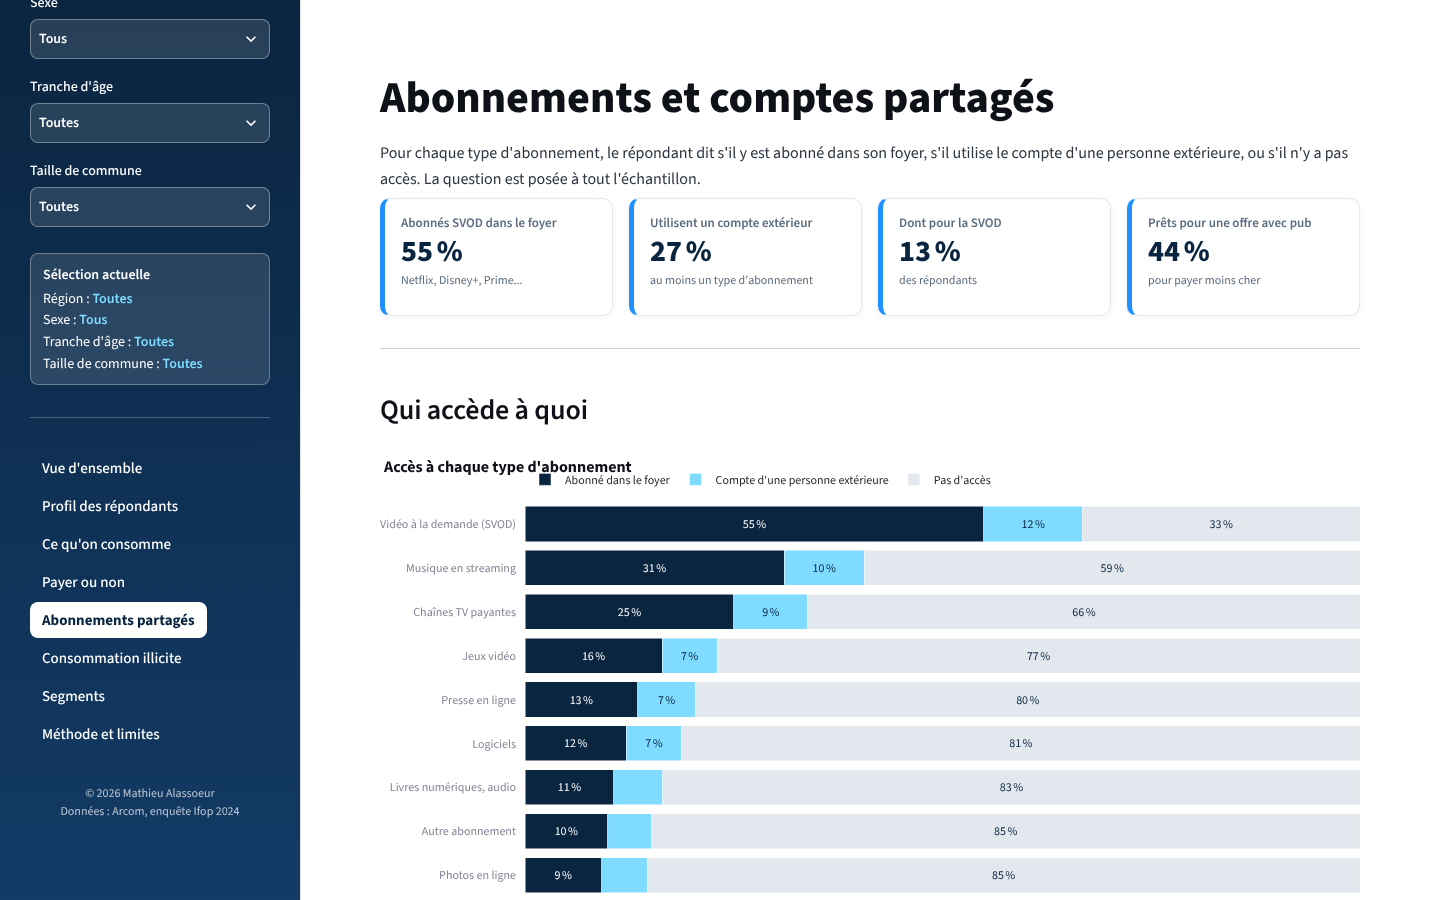 Sexe
Tous
Tranche d'âge
Toutes
Taille de commune
Toutes
Sélection actuelle
Région : Toutes
Sexe : Tous
Tranche d'âge : Toutes
Taille de commune : Toutes
Vue d'ensemble
Profil des répondants
Ce qu'on consomme
Payer ou non
Abonnements partagés
Consommation illicite
Segments
Méthode et limites
© 2026 Mathieu Alassoeur
Données : Arcom, enquête Ifop 2024
Abonnements et comptes partagés
Pour chaque type d'abonnement, le répondant dit s'il y est abonné dans son foyer, s'il utilise le compte d'une personne extérieure, ou s'il n'y a pas
accès. La question est posée à tout l'échantillon.
Abonnés SVOD dans le foyer
55 %
Netflix, Disney+, Prime...
Utilisent un compte extérieur
27 %
au moins un type d'abonnement
Dont pour la SVOD
13 %
des répondants
Prêts pour une offre avec pub
44 %
pour payer moins cher
Qui accède à quoi
Accès à chaque type d'abonnement
Abonné dans le foyer Compte d'une personne extérieure Pas d'accès
Vidéo à la demande (SVOD) 55 % 12 % 33 %
Musique en streaming 31 % 10 % 59 %
Chaînes TV payantes 25 % 9 % 66 %
Jeux vidéo 16 % 7 % 77 %
Presse en ligne 13 % 7 % 80 %
Logiciels 12 % 7 % 81 %
Livres numériques, audio 11 % 83 %
Autre abonnement 10 % 85 %
Photos en ligne 9 % 85 %